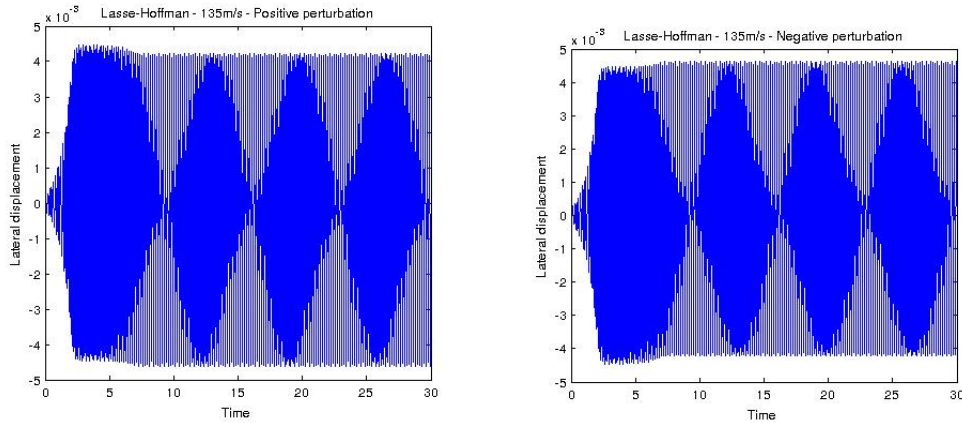 Lasse-Hoffman - 135m/s - Positive perturbation
x 10⁻³
5
4
3
2
1
0
-1
-2
-3
-4
-5
0 5 10 15 20 25 30
Lateral displacement
Time
Lasse-Hoffman - 135m/s - Negative perturbation
x 10⁻³
5
4
3
2
1
0
-1
-2
-3
-4
-5
0 5 10 15 20 25 30
Lateral displacement
Time